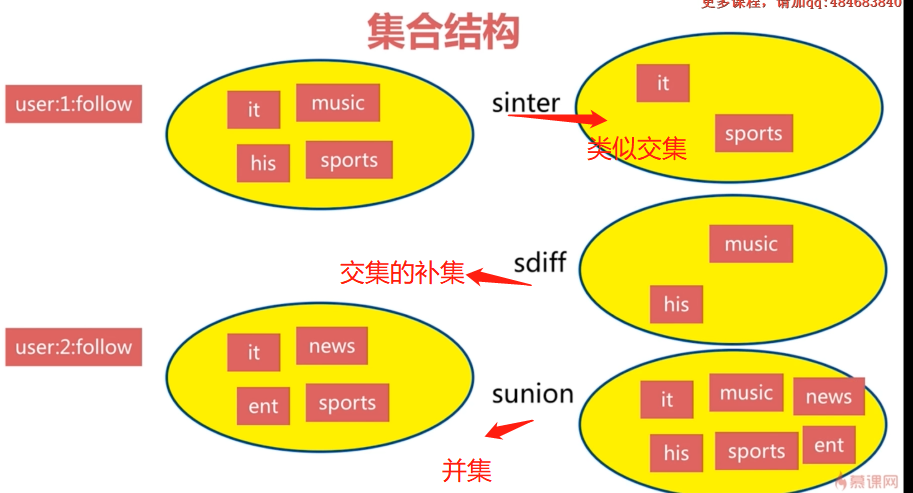 更多课程，请加qq:484683840
集合结构
user:1:follow
it
music
his
sports
sinter
类似交集
it
sports
sdiff
交集的补集
music
his
user:2:follow
it
news
ent
sports
sunion
并集
it
music
news
his
sports
ent
慕课网